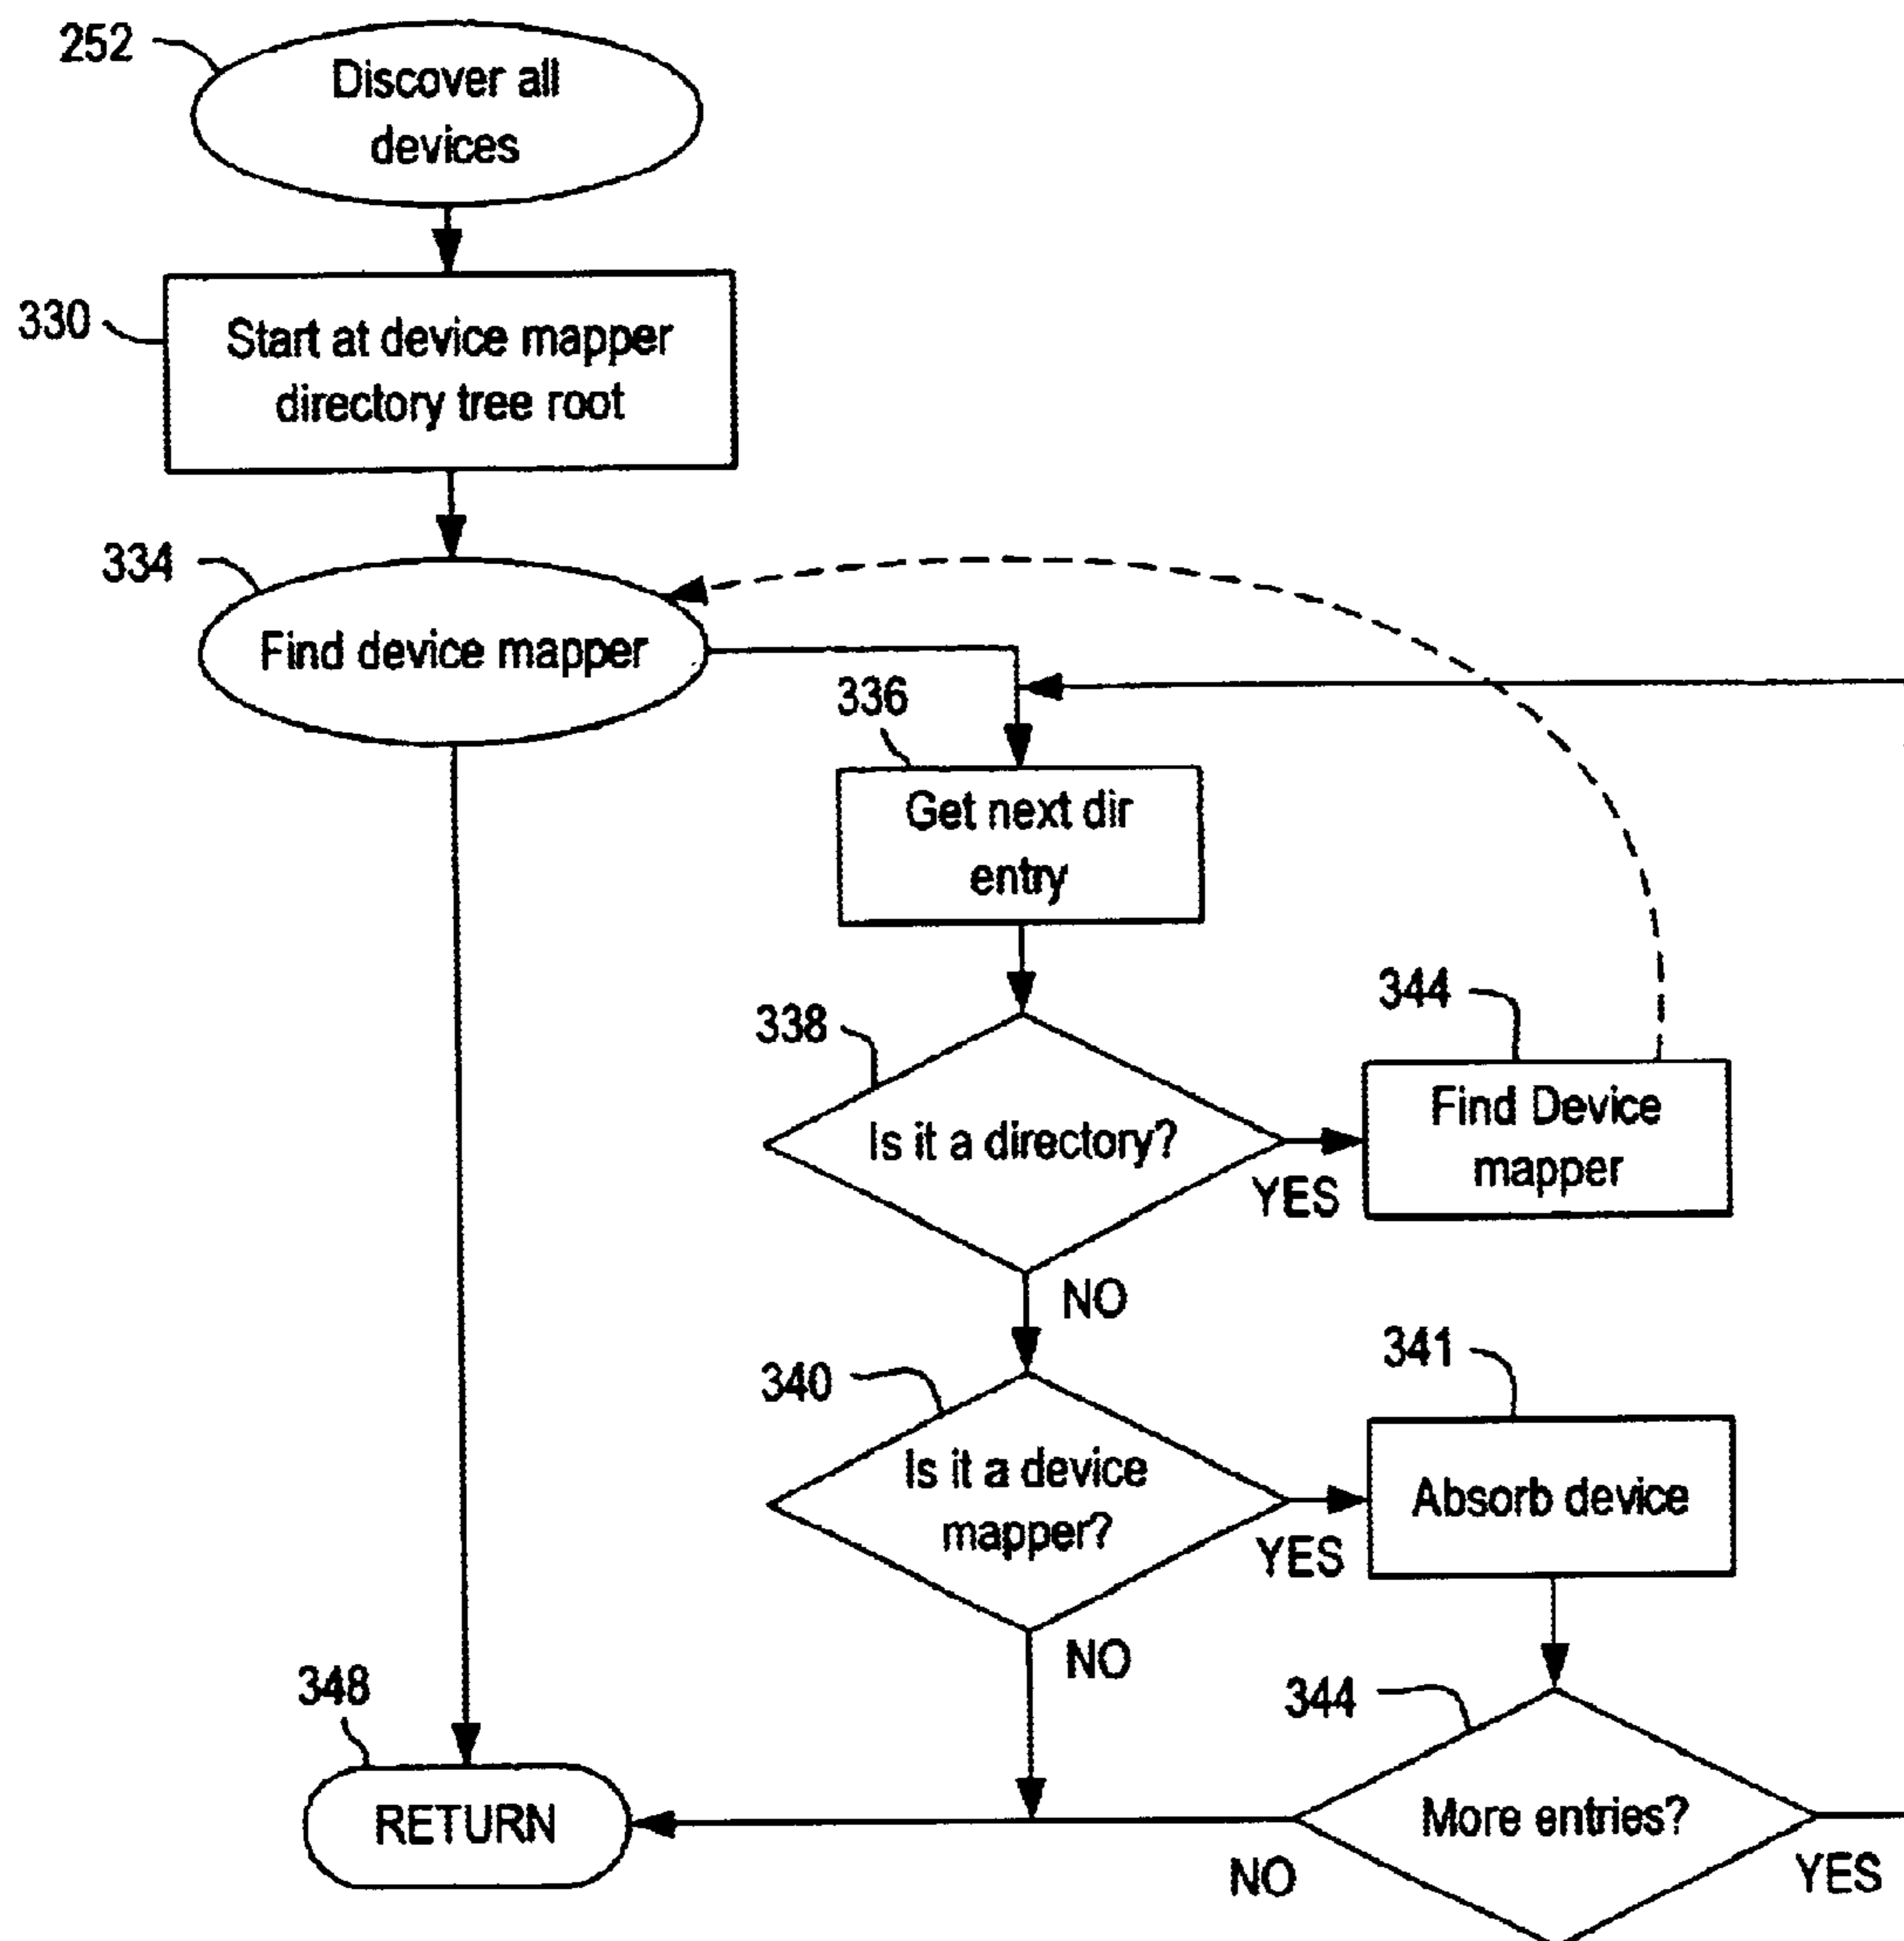 252
Discover all
devices
330
Start at device mapper
directory tree root
334
Find device mapper
336
Get next dir
entry
338
Is it a directory?
YES
344
Find Device
mapper
NO
340
Is it a device
mapper?
YES
341
Absorb device
NO
348
RETURN
344
More entries?
NO
YES